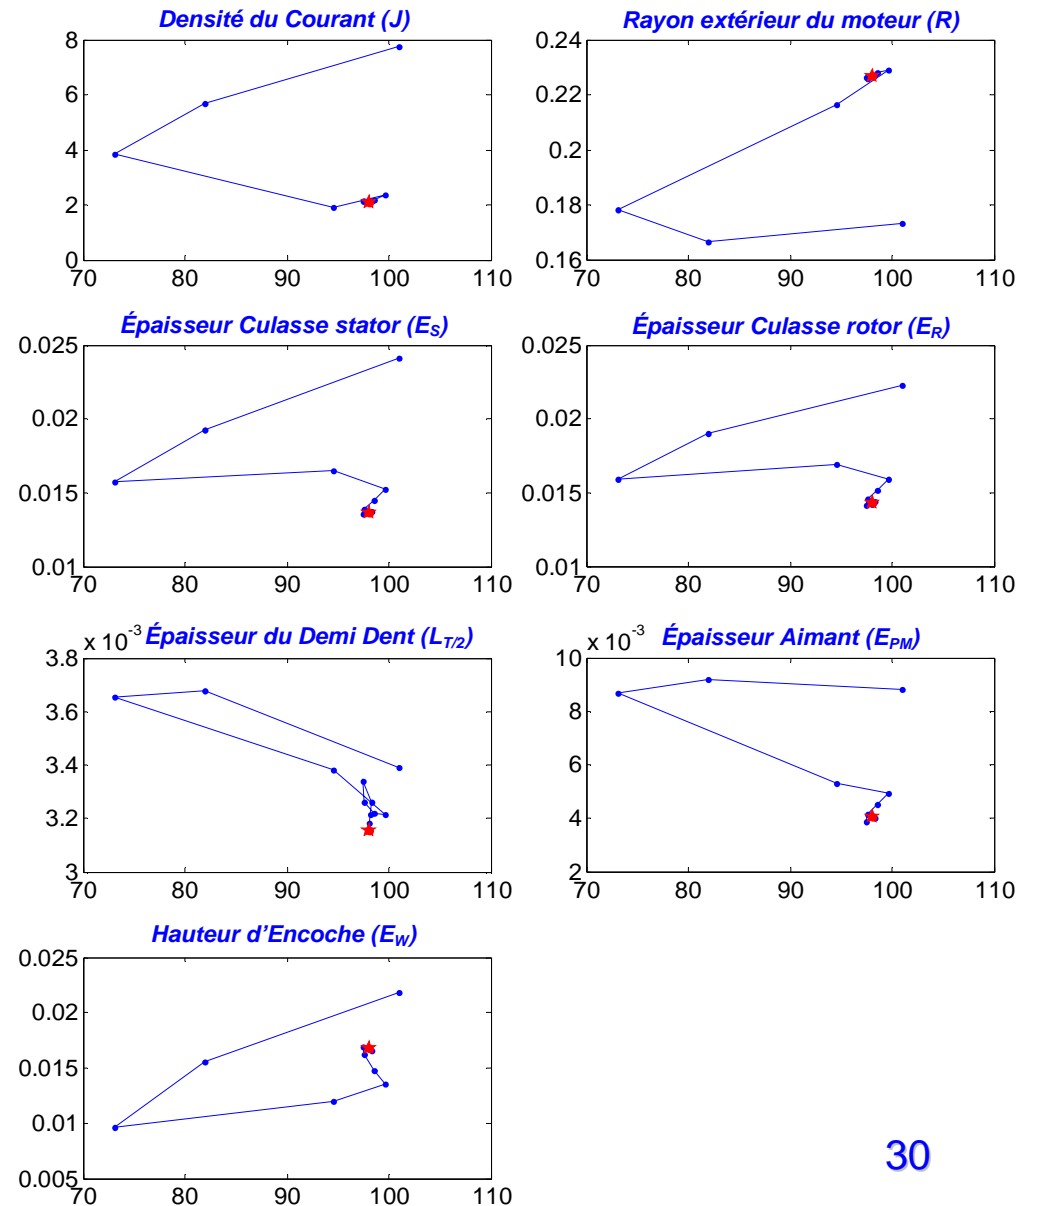 Densité du Courant (J)
8
6
4
2
0
70 80 90 100 110
Rayon extérieur du moteur (R)
0.24
0.22
0.2
0.18
0.16
70 80 90 100 110
Épaisseur Culasse stator (ES)
0.025
0.02
0.015
0.01
70 80 90 100 110
Épaisseur Culasse rotor (ER)
0.025
0.02
0.015
0.01
70 80 90 100 110
Épaisseur du Demi Dent (LT/2)
x 10-3
3.8
3.6
3.4
3.2
3
70 80 90 100 110
Épaisseur Aimant (EPM)
x 10-3
10
8
6
4
2
70 80 90 100 110
Hauteur d’Encoche (EW)
0.025
0.02
0.015
0.01
0.005
70 80 90 100 110
30